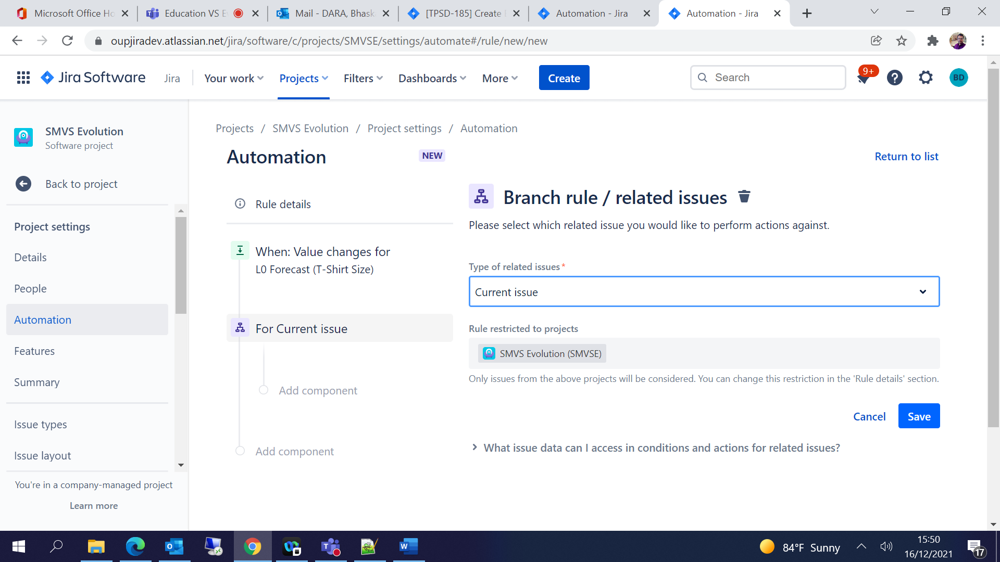 Microsoft Office Ho
Education VS E
Mail - DARA, Bhask
[TPSD-185] Create
Automation - Jira
Automation - Jira
oupjiradev.atlassian.net/jira/software/c/projects/SMVSE/settings/automate#/rule/new/new
Jira Software
Jira
Your work
Projects
Filters
Dashboards
More
Create
Search
9+
BD
SMVS Evolution
Software project
Back to project
Project settings
Details
People
Automation
Features
Summary
Issue types
Issue layout
You're in a company-managed project
Learn more
Projects / SMVS Evolution / Project settings / Automation
Automation
NEW
Return to list
Rule details
When: Value changes for
L0 Forecast (T-Shirt Size)
For Current issue
Add component
Add component
Branch rule / related issues
Please select which related issue you would like to perform actions against.
Type of related issues*
Current issue
Rule restricted to projects
SMVS Evolution (SMVSE)
Only issues from the above projects will be considered. You can change this restriction in the 'Rule details' section.
Cancel
Save
What issue data can I access in conditions and actions for related issues?
84°F Sunny
15:50
16/12/2021
17